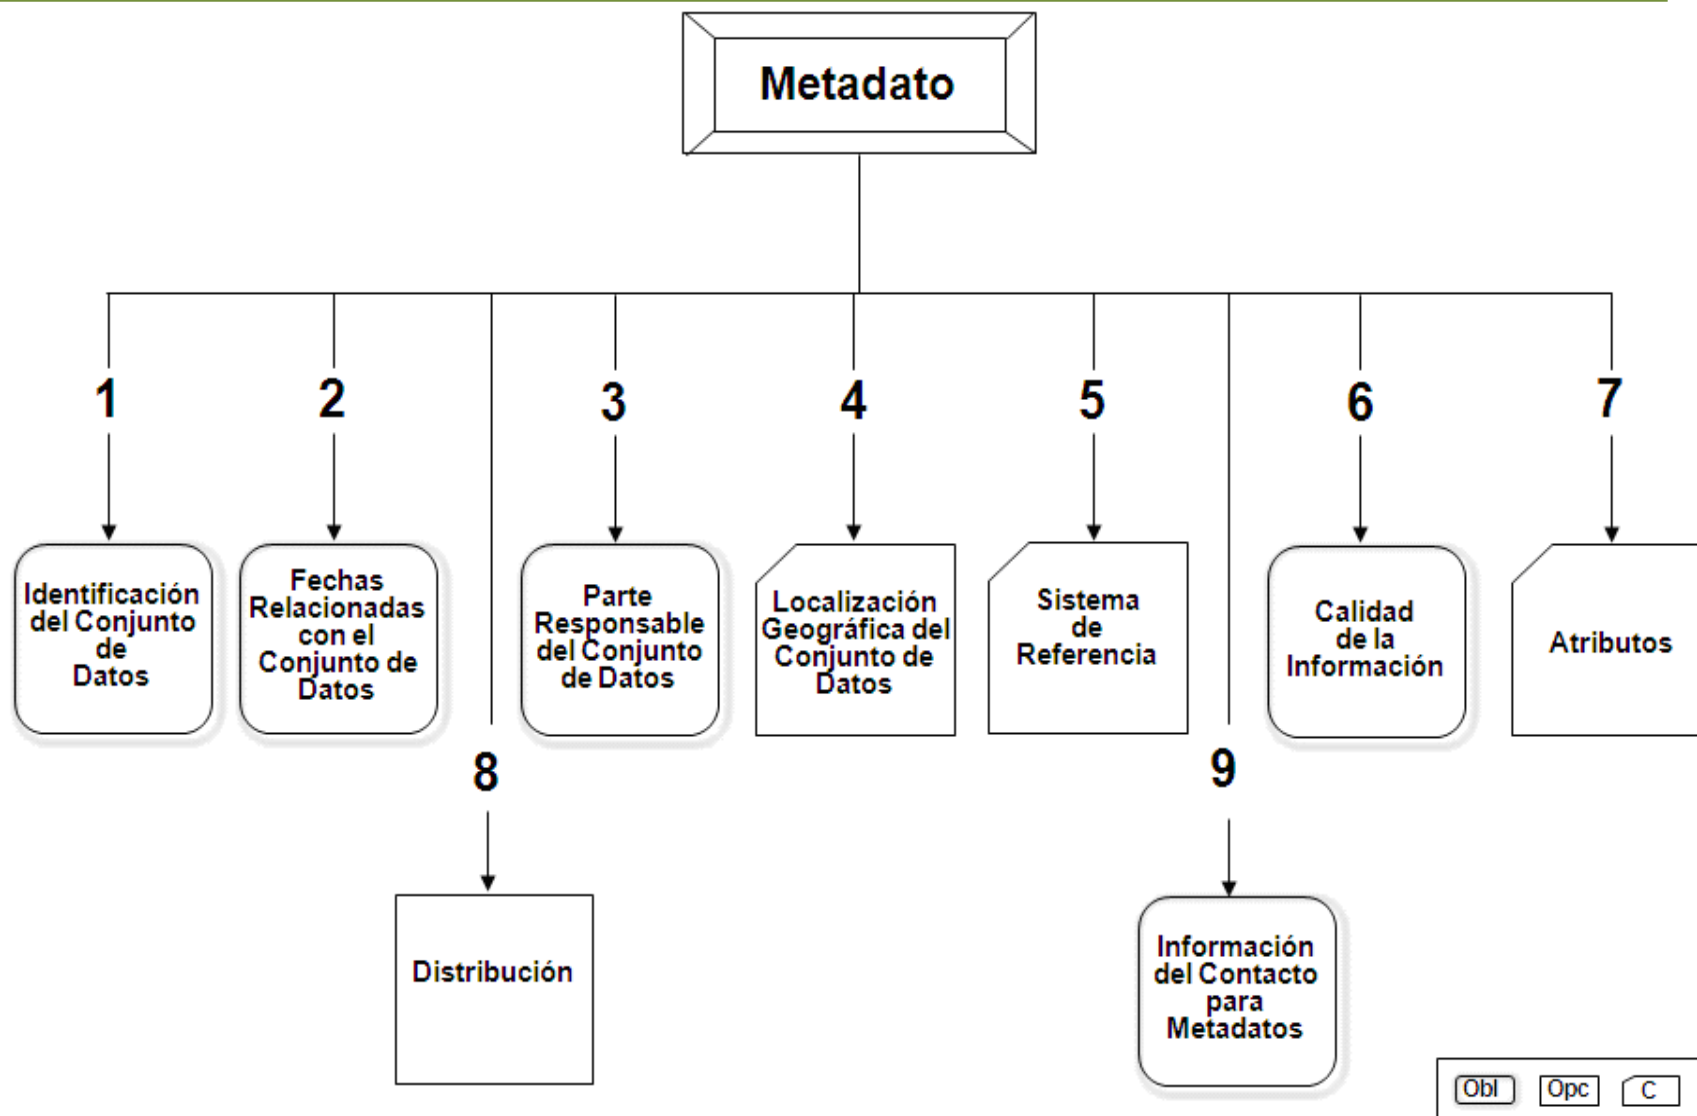 Metadato
1
2
3
4
5
6
7
Identificación
del Conjunto
de
Datos
Fechas
Relacionadas
con el
Conjunto de
Datos
Parte
Responsable
del Conjunto
de Datos
Localización
Geográfica del
Conjunto de
Datos
Sistema
de
Referencia
Calidad
de la
Información
Atributos
8
9
Distribución
Información
del Contacto
para
Metadatos
Obl
Opc
C